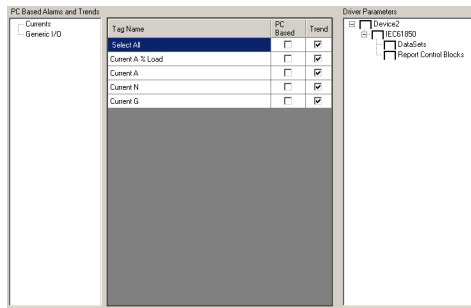 PC Based Alarms and Trends
Currents
Generic I/O
Tag Name PC Based Trend
Select All
Current A % Load
Current A
Current N
Current G
Driver Parameters
Device2
IEC61850
DataSets
Report Control Blocks